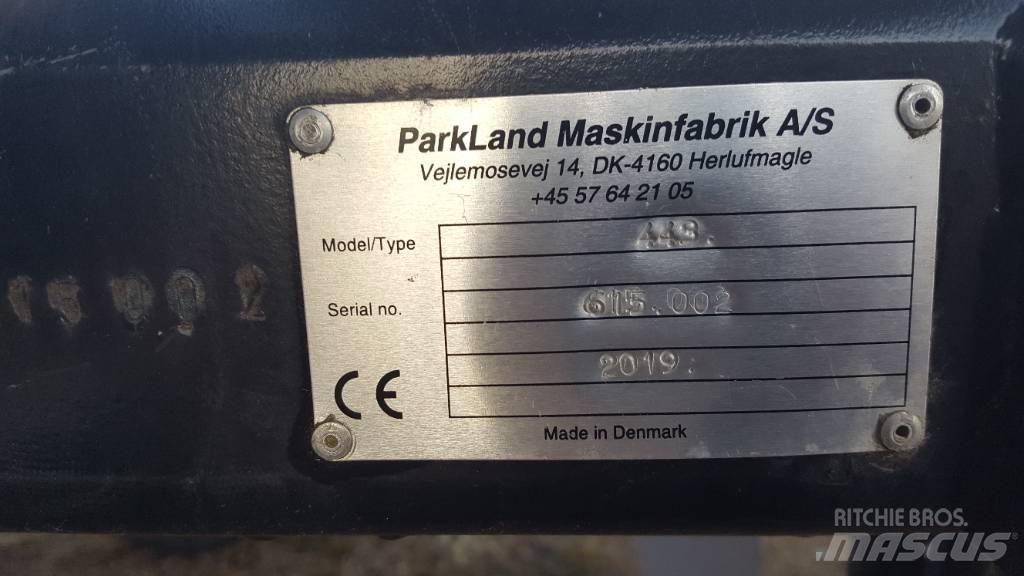 ParkLand Maskinfabrik A/S
Vejlemosevej 14, DK-4160 Herlufmagle
+45 57 64 21 05
Model/Type 443.
Serial no. 615.002
2019.
CE
Made in Denmark
RITCHIE BROS.
MASCUS